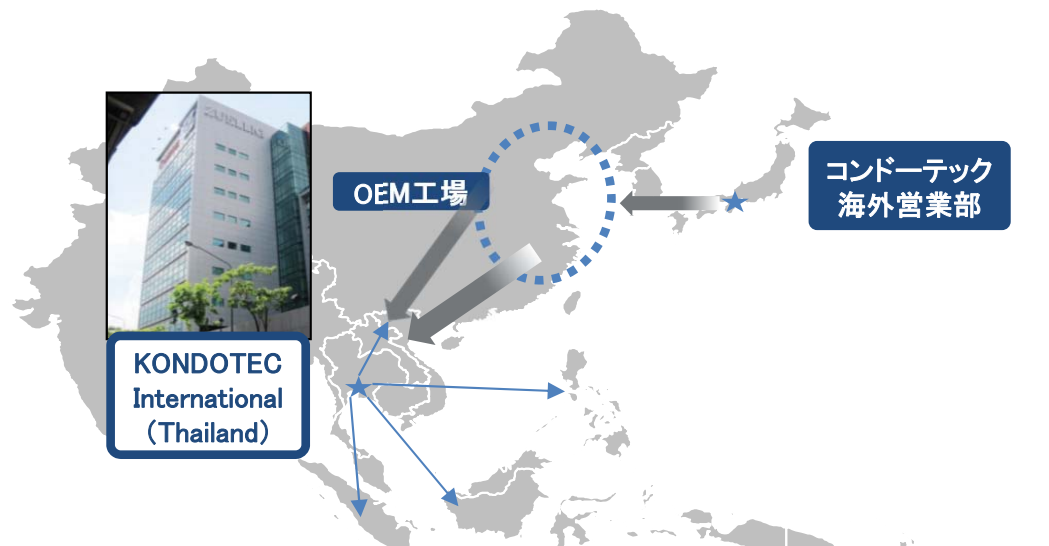 ZUELLIG
OEM工場
コンドーテック
海外営業部
KONDOTEC
International
（Thailand）